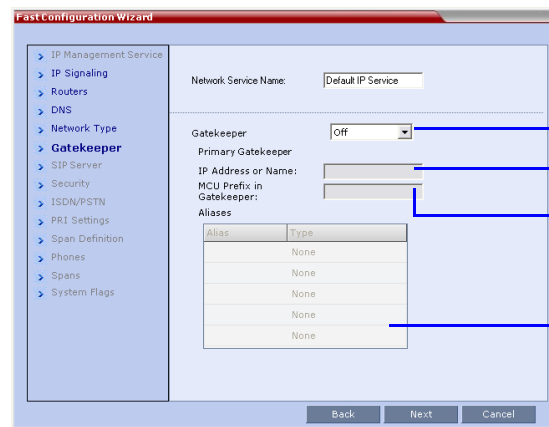 Fast Configuration Wizard
IP Management Service
IP Signaling
Routers
DNS
Network Type
Gatekeeper
SIP Server
Security
ISDN/PSTN
PRI Settings
Span Definition
Phones
Spans
System Flags
Network Service Name: Default IP Service
Gatekeeper Off
Primary Gatekeeper
IP Address or Name:
MCU Prefix in
Gatekeeper:
Aliases
Alias Type
None
None
None
None
None
Back Next Cancel